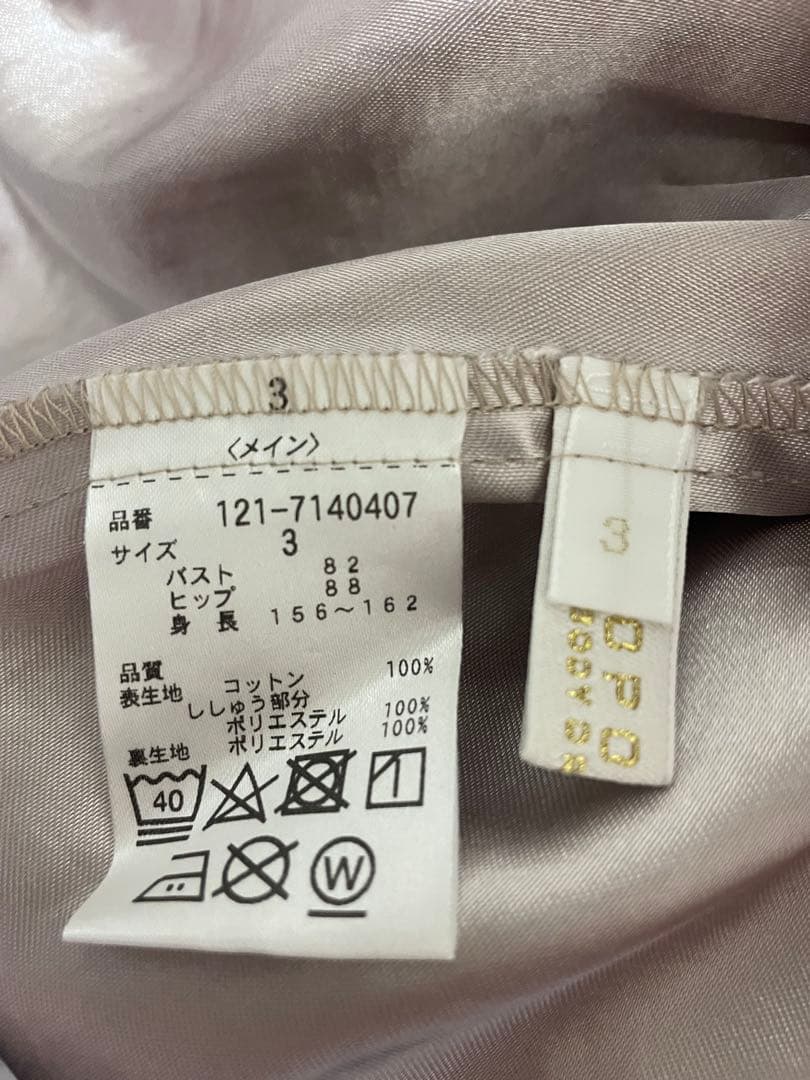 3
〈メイン〉
品番 121-7140407
サイズ 3
バスト 82
ヒップ 88
身長 156～162
品質
表生地 コットン 100%
ししゅう部分
ポリエステル 100%
裏生地 ポリエステル 100%
40
W
3
OPO